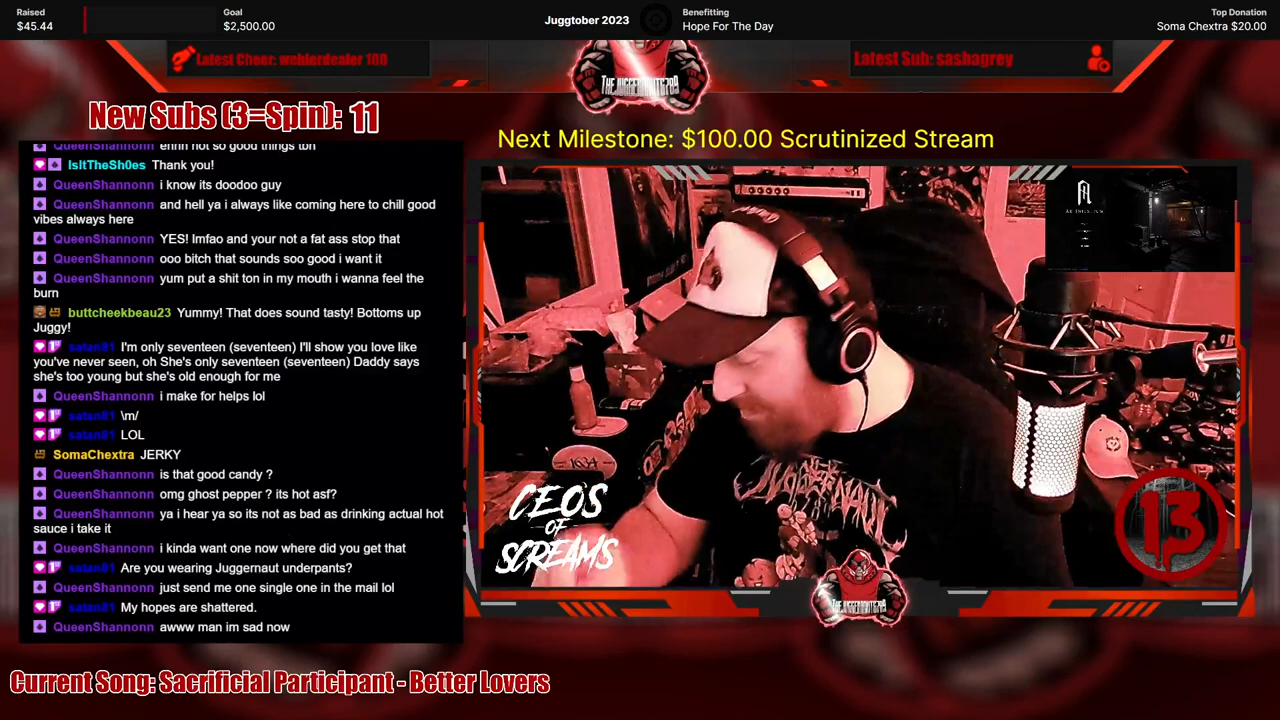 Raised
$45.44
Goal
$2,500.00
Juggtober 2023
Benefitting
Hope For The Day
Top Donation
Soma Chextra $20.00
Latest Cheer: wehlerdealer 100
Latest Sub: sashagrey
THEJUGGERNAUT6789
New Subs (3=Spin): 11
Next Milestone: $100.00 Scrutinized Stream
QueenShannonn ehhh not so good things tbh
IsItTheSh0es Thank you!
QueenShannonn i know its doodoo guy
QueenShannonn and hell ya i always like coming here to chill good
vibes always here
QueenShannonn YES! lmfao and your not a fat ass stop that
QueenShannonn ooo bitch that sounds soo good i want it
QueenShannonn yum put a shit ton in my mouth i wanna feel the
burn
buttcheekbeau23 Yummy! That does sound tasty! Bottoms up
Juggy!
satan81 I'm only seventeen (seventeen) I'll show you love like
you've never seen, oh She's only seventeen (seventeen) Daddy says
she's too young but she's old enough for me
QueenShannonn i make for helps lol
satan81 \m/
satan81 LOL
SomaChextra JERKY
QueenShannonn is that good candy ?
QueenShannonn omg ghost pepper ? its hot asf?
QueenShannonn ya i hear ya so its not as bad as drinking actual hot
sauce i take it
QueenShannonn i kinda want one now where did you get that
satan81 Are you wearing Juggernaut underpants?
QueenShannonn just send me one single one in the mail lol
satan81 My hopes are shattered.
QueenShannonn awww man im sad now
1634
JUGGERNAUT
CEOS
OF
SCREAMS
13
Current Song: Sacrificial Participant - Better Lovers